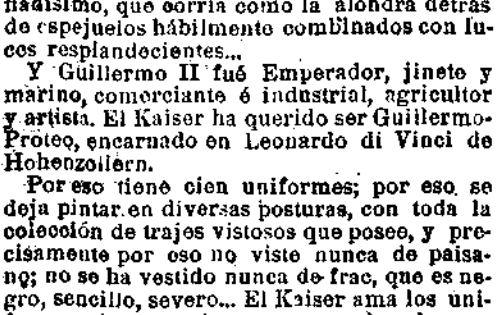 nadísimo, que corría como la alondra detrás
de espejuelos hábilmente combinados con lu-
ces resplandecientes...
Y Guillermo II fué Emperador, jinete y
marino, comerciante é industrial, agricultor
y artista. El Kaiser ha querido ser Guillermo-
Proteo, encarnado en Leonardo di Vinci de
Hohenzollern.
Por eso tiene cien uniformes; por eso se
deja pintar en diversas posturas, con toda la
colección de trajes vistosos que posee, y pre-
cisamente por eso no viste nunca de paisa-
no; no se ha vestido nunca de frac, que es ne-
gro, sencillo, severo... El Kaiser ama los uni-